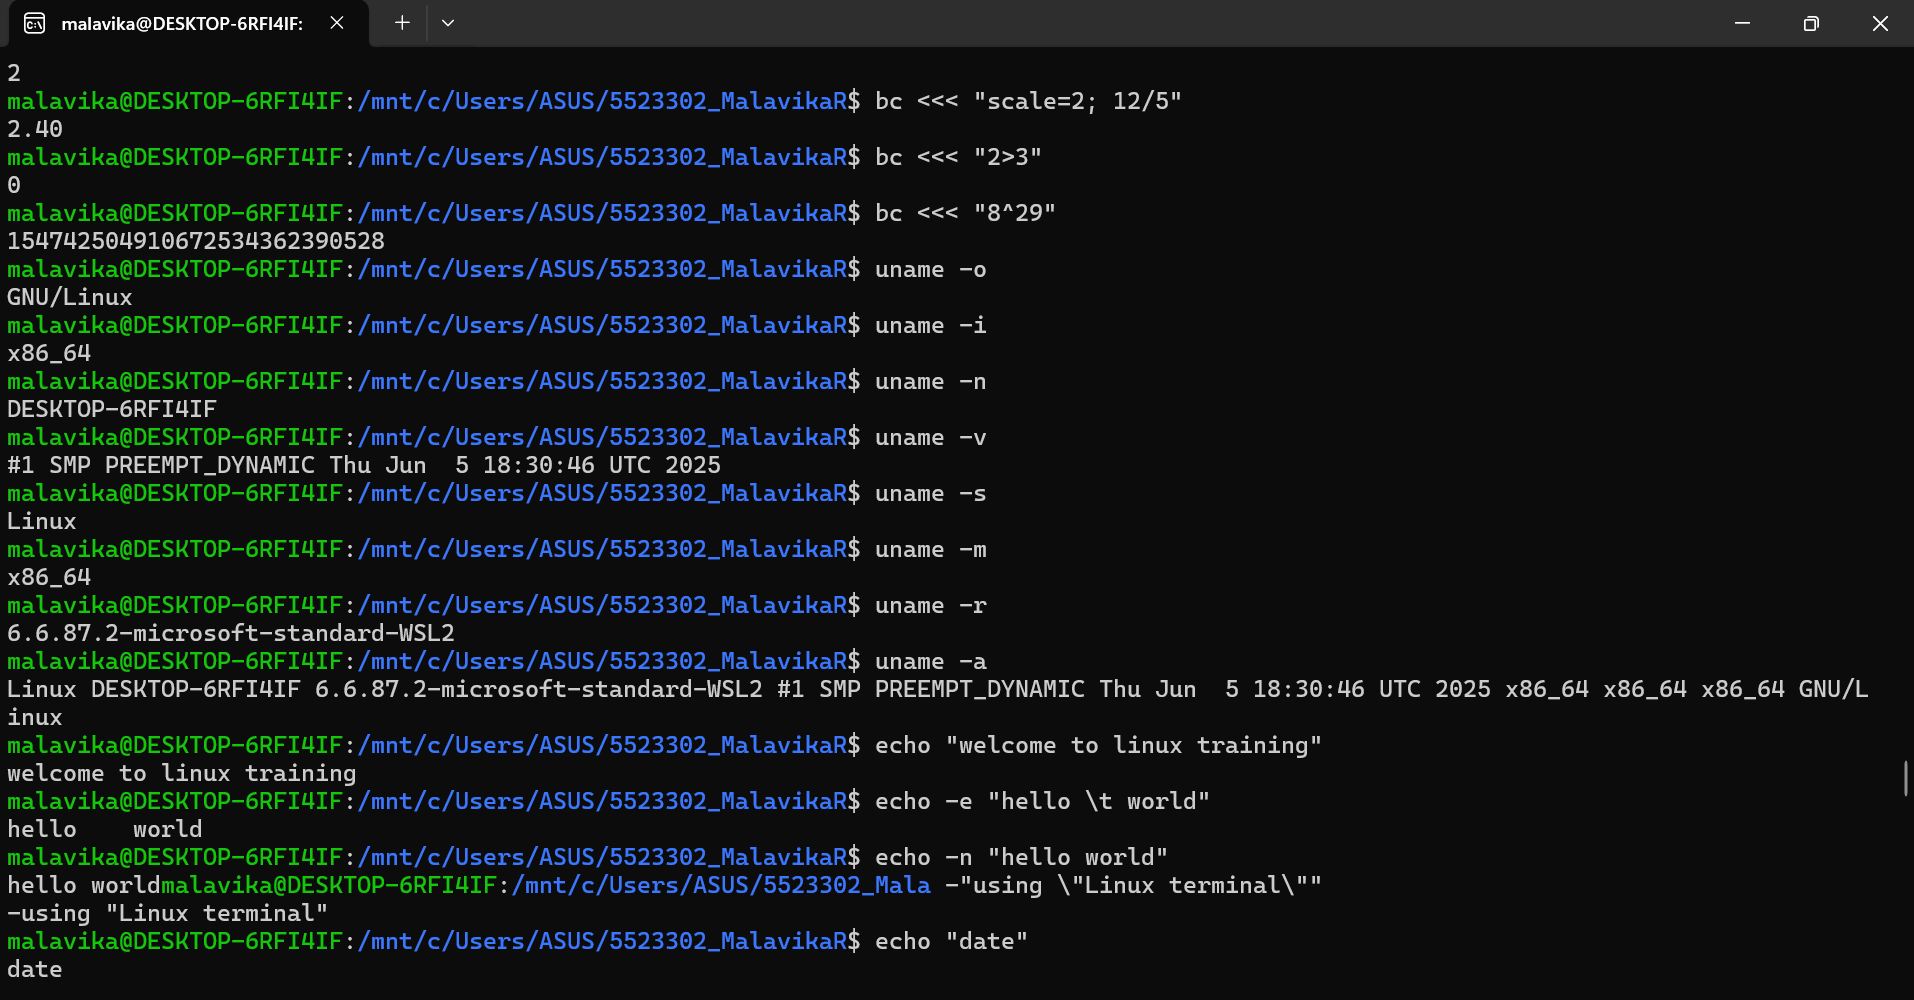 malavika@DESKTOP-6RFI4IF:
2
malavika@DESKTOP-6RFI4IF:/mnt/c/Users/ASUS/5523302_MalavikaR$ bc <<< "scale=2; 12/5"
2.40
malavika@DESKTOP-6RFI4IF:/mnt/c/Users/ASUS/5523302_MalavikaR$ bc <<< "2>3"
0
malavika@DESKTOP-6RFI4IF:/mnt/c/Users/ASUS/5523302_MalavikaR$ bc <<< "8^29"
154742504910672534362390528
malavika@DESKTOP-6RFI4IF:/mnt/c/Users/ASUS/5523302_MalavikaR$ uname -o
GNU/Linux
malavika@DESKTOP-6RFI4IF:/mnt/c/Users/ASUS/5523302_MalavikaR$ uname -i
x86_64
malavika@DESKTOP-6RFI4IF:/mnt/c/Users/ASUS/5523302_MalavikaR$ uname -n
DESKTOP-6RFI4IF
malavika@DESKTOP-6RFI4IF:/mnt/c/Users/ASUS/5523302_MalavikaR$ uname -v
#1 SMP PREEMPT_DYNAMIC Thu Jun  5 18:30:46 UTC 2025
malavika@DESKTOP-6RFI4IF:/mnt/c/Users/ASUS/5523302_MalavikaR$ uname -s
Linux
malavika@DESKTOP-6RFI4IF:/mnt/c/Users/ASUS/5523302_MalavikaR$ uname -m
x86_64
malavika@DESKTOP-6RFI4IF:/mnt/c/Users/ASUS/5523302_MalavikaR$ uname -r
6.6.87.2-microsoft-standard-WSL2
malavika@DESKTOP-6RFI4IF:/mnt/c/Users/ASUS/5523302_MalavikaR$ uname -a
Linux DESKTOP-6RFI4IF 6.6.87.2-microsoft-standard-WSL2 #1 SMP PREEMPT_DYNAMIC Thu Jun  5 18:30:46 UTC 2025 x86_64 x86_64 x86_64 GNU/L
inux
malavika@DESKTOP-6RFI4IF:/mnt/c/Users/ASUS/5523302_MalavikaR$ echo "welcome to linux training"
welcome to linux training
malavika@DESKTOP-6RFI4IF:/mnt/c/Users/ASUS/5523302_MalavikaR$ echo -e "hello \t world"
hello    world
malavika@DESKTOP-6RFI4IF:/mnt/c/Users/ASUS/5523302_MalavikaR$ echo -n "hello world"
hello worldmalavika@DESKTOP-6RFI4IF:/mnt/c/Users/ASUS/5523302_Mala -"using \"Linux terminal\""
-using "Linux terminal"
malavika@DESKTOP-6RFI4IF:/mnt/c/Users/ASUS/5523302_MalavikaR$ echo "date"
date